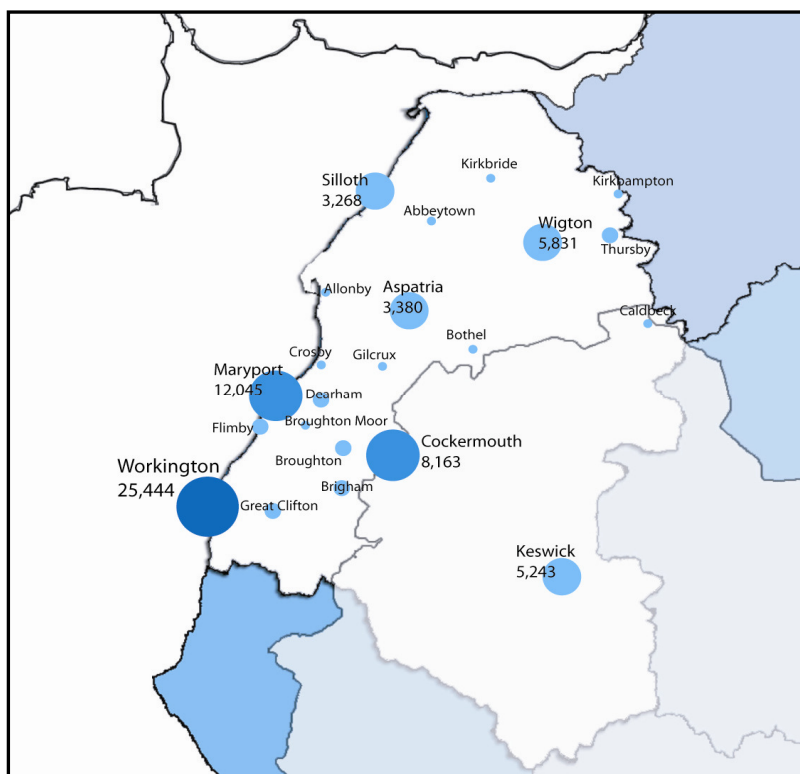 Kirkbride
Silloth
3,268
Kirkbampton
Abbeytown
Wigton
5,831
Thursby
Allonby
Aspatria
3,380
Caldbeck
Bothel
Crosby
Gilcrux
Maryport
12,045
Dearham
Broughton Moor
Flimby
Cockermouth
8,163
Broughton
Workington
25,444
Brigham
Great Clifton
Keswick
5,243